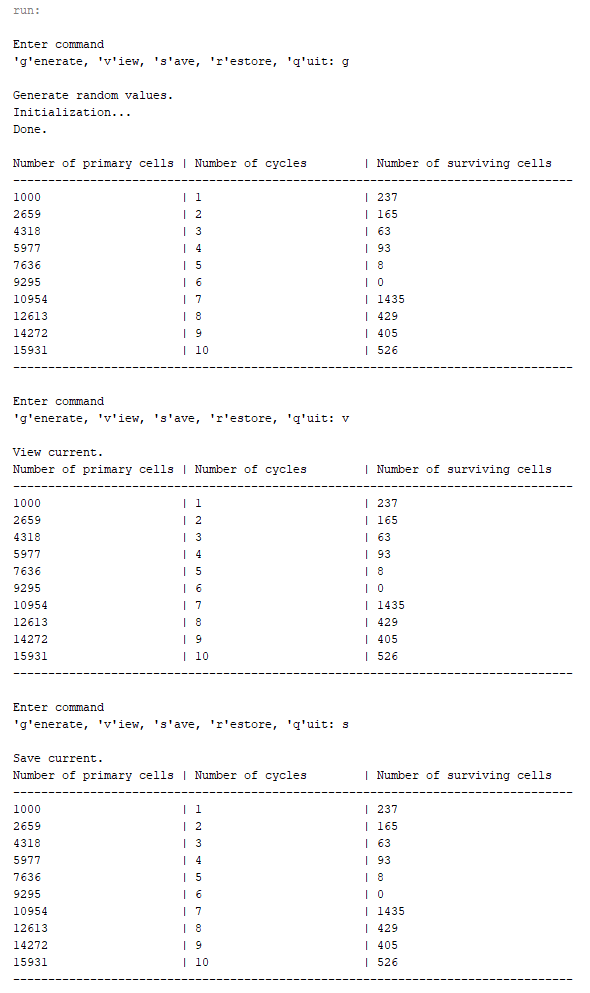 run:
Enter command
'g'enerate, 'v'iew, 's'ave, 'r'estore, 'q'uit: g
Generate random values.
Initialization...
Done.
Number of primary cells | Number of cycles        | Number of surviving cells
--------------------------------------------------------------------------------
1000                    | 1                       | 237
2659                    | 2                       | 165
4318                    | 3                       | 63
5977                    | 4                       | 93
7636                    | 5                       | 8
9295                    | 6                       | 0
10954                   | 7                       | 1435
12613                   | 8                       | 429
14272                   | 9                       | 405
15931                   | 10                      | 526
--------------------------------------------------------------------------------
Enter command
'g'enerate, 'v'iew, 's'ave, 'r'estore, 'q'uit: v
View current.
Number of primary cells | Number of cycles        | Number of surviving cells
--------------------------------------------------------------------------------
1000                    | 1                       | 237
2659                    | 2                       | 165
4318                    | 3                       | 63
5977                    | 4                       | 93
7636                    | 5                       | 8
9295                    | 6                       | 0
10954                   | 7                       | 1435
12613                   | 8                       | 429
14272                   | 9                       | 405
15931                   | 10                      | 526
--------------------------------------------------------------------------------
Enter command
'g'enerate, 'v'iew, 's'ave, 'r'estore, 'q'uit: s
Save current.
Number of primary cells | Number of cycles        | Number of surviving cells
--------------------------------------------------------------------------------
1000                    | 1                       | 237
2659                    | 2                       | 165
4318                    | 3                       | 63
5977                    | 4                       | 93
7636                    | 5                       | 8
9295                    | 6                       | 0
10954                   | 7                       | 1435
12613                   | 8                       | 429
14272                   | 9                       | 405
15931                   | 10                      | 526
--------------------------------------------------------------------------------